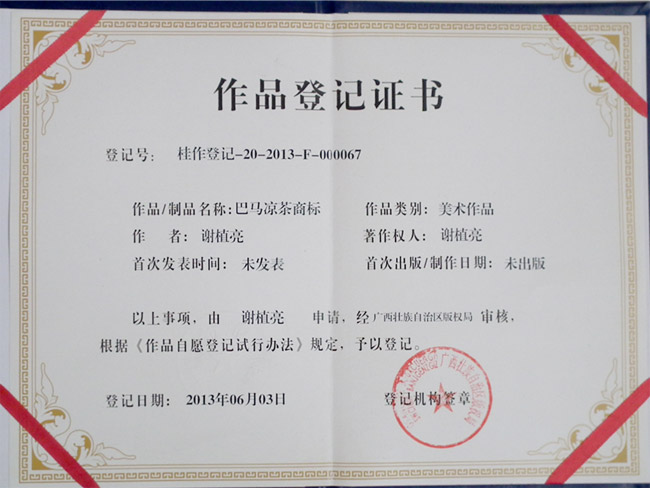 作品登记证书
登记号: 桂作登记-20-2013-F-000067
作品/制品名称:巴马凉茶商标 作品类别: 美术作品
作 者: 谢植亮 著作权人: 谢植亮
首次发表时间: 未发表 首次出版/制作日期: 未出版
以上事项,由 谢植亮 申请,经广西壮族自治区版权局 审核,
根据《作品自愿登记试行办法》规定,予以登记。
登记日期: 2013年06月03日 登记机构签章